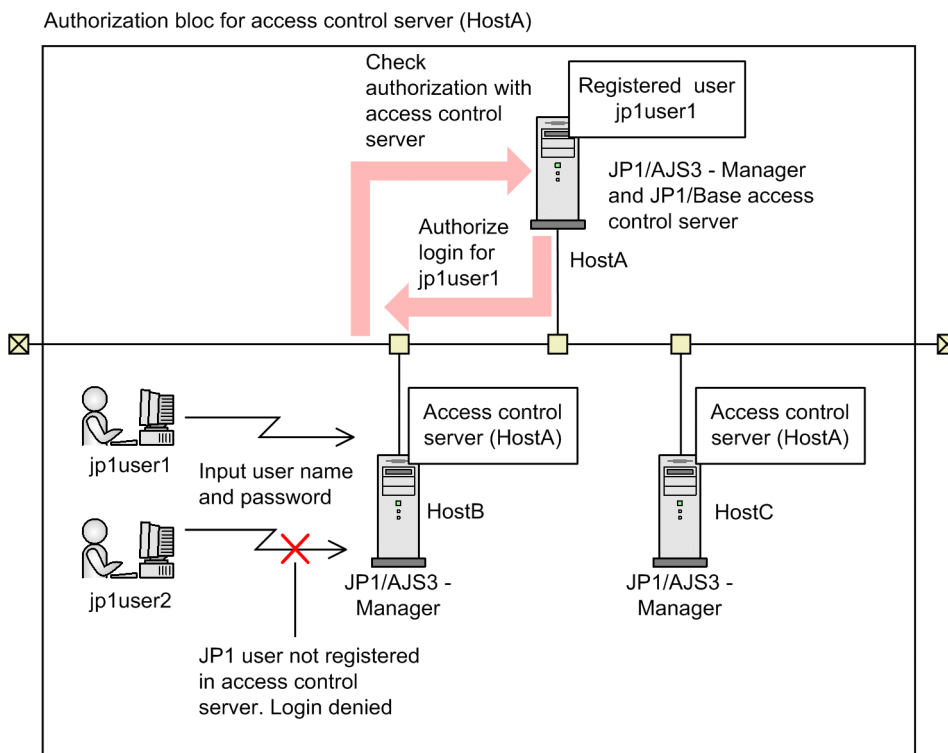 Authorization bloc for access control server (HostA)
Check
authorization with
access control
server
Registered user
jp1user1
JP1/AJS3 - Manager
and JP1/Base access
control server
Authorize
login for
jp1user1
HostA
Access control
server (HostA)
Access control
server (HostA)
jp1user1
Input user name
and password
HostB
HostC
jp1user2
JP1/AJS3 -
Manager
JP1/AJS3 -
Manager
JP1 user not registered
in access control
server. Login denied